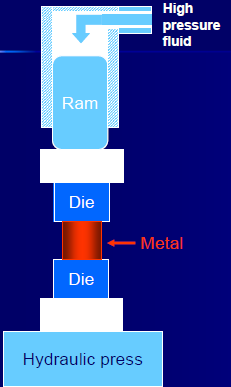 High
pressure
fluid
Ram
Die
Metal
Die
Hydraulic press